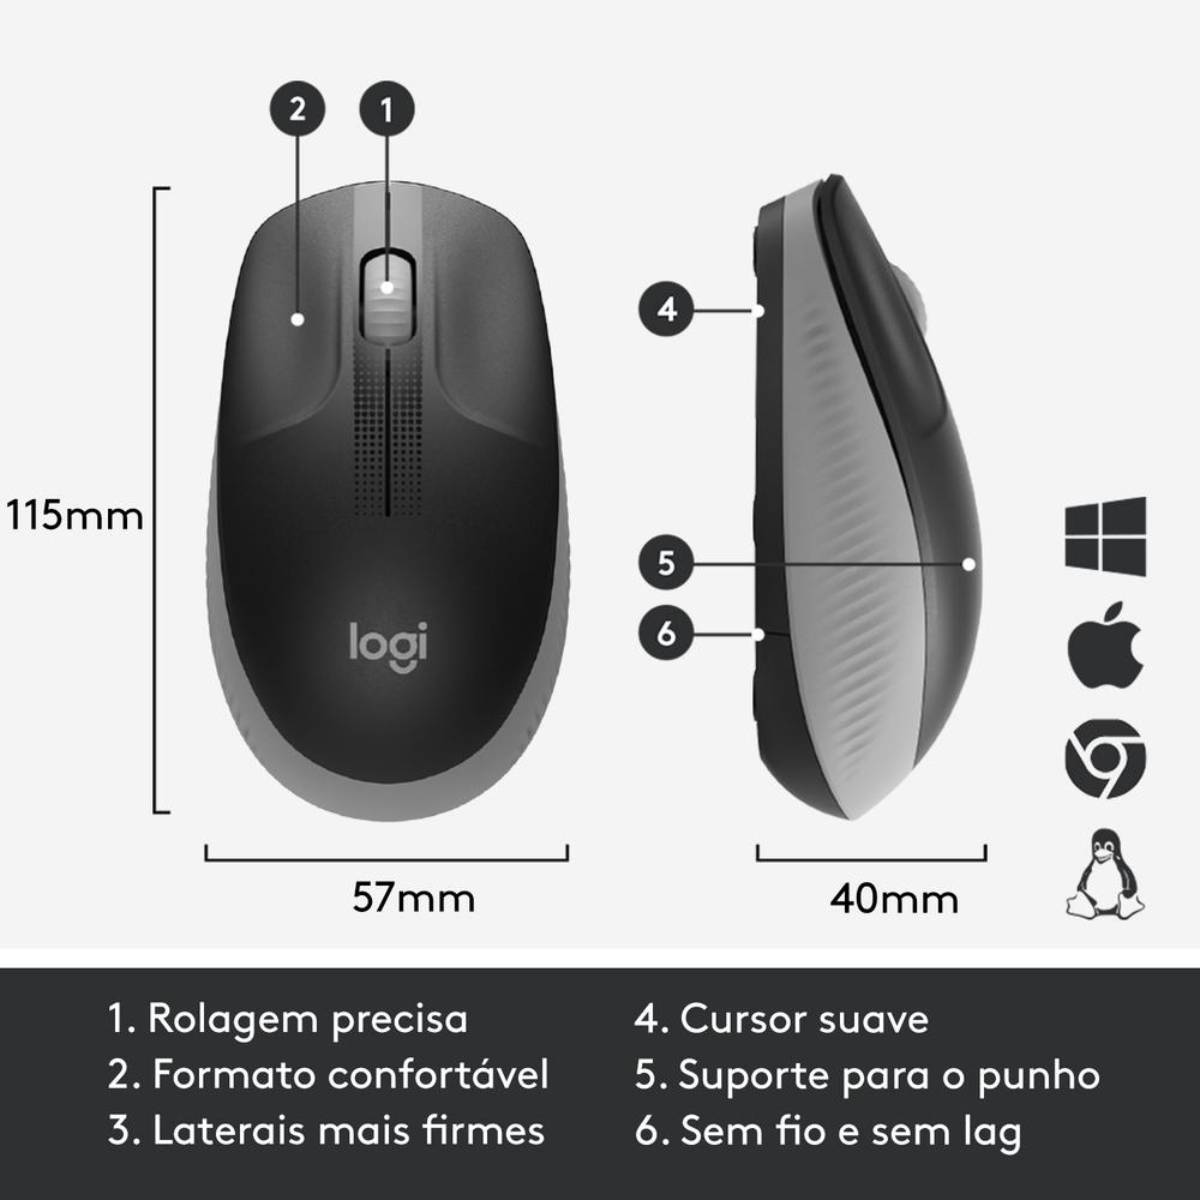 2
1
4
115mm
5
6
logi
57mm
40mm
1. Rolagem precisa
2. Formato confortável
3. Laterais mais firmes
4. Cursor suave
5. Suporte para o punho
6. Sem fio e sem lag